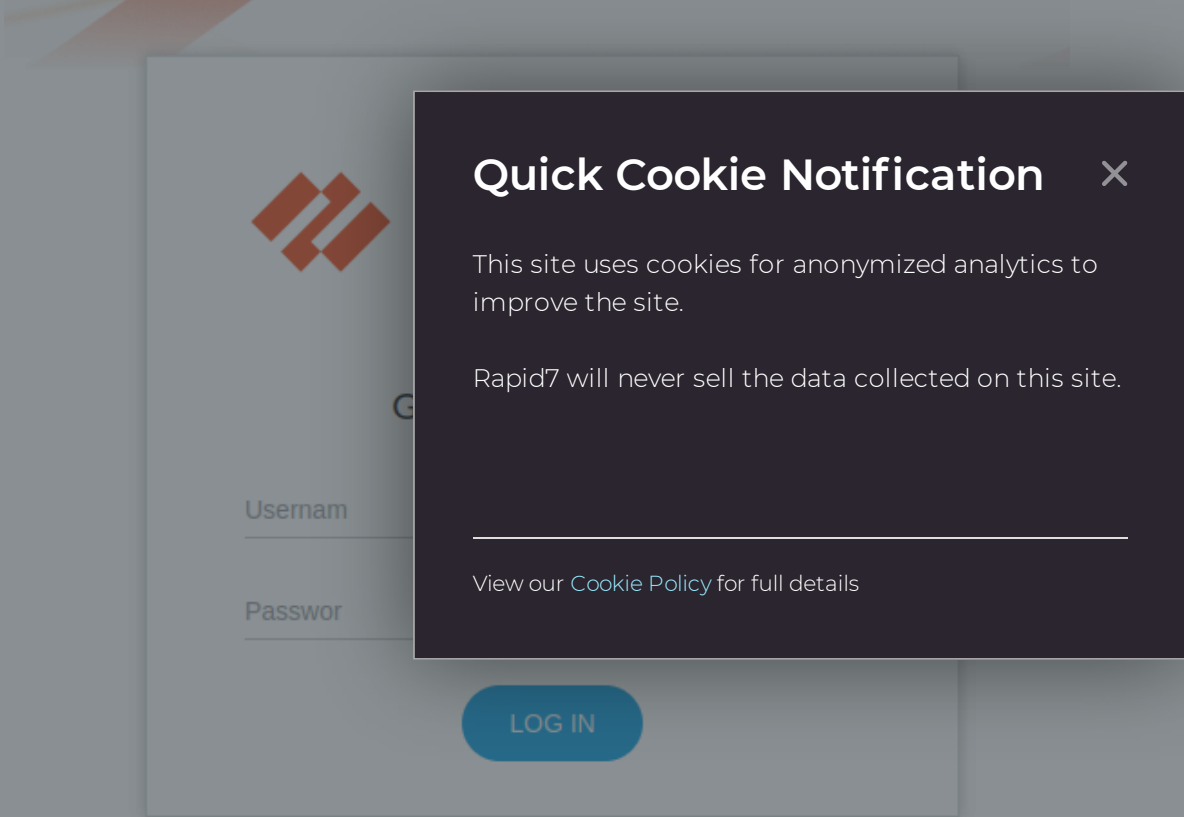 Quick Cookie Notification
This site uses cookies for anonymized analytics to
improve the site.
Rapid7 will never sell the data collected on this site.
G
Usernam
Passwor
View our Cookie Policy for full details
LOG IN